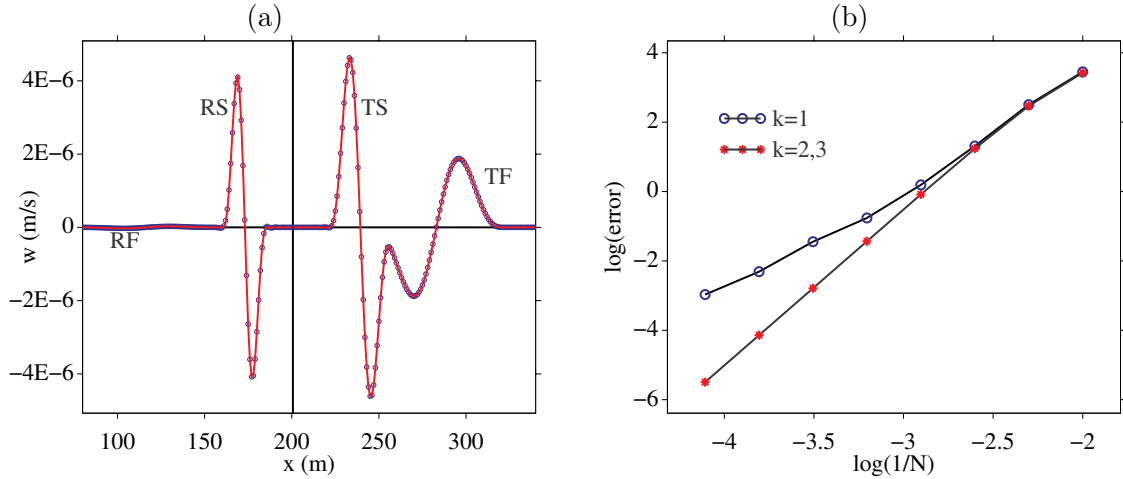 (a)
4E-6
2E-6
0
−2E-6
−4E-6
w (m/s)
RS
TS
TF
RF
100
150
200
250
300
x (m)
(b)
4
2
0
−2
−4
−6
log(error)
k=1
k=2,3
−4
−3.5
−3
−2.5
−2
log(1/N)